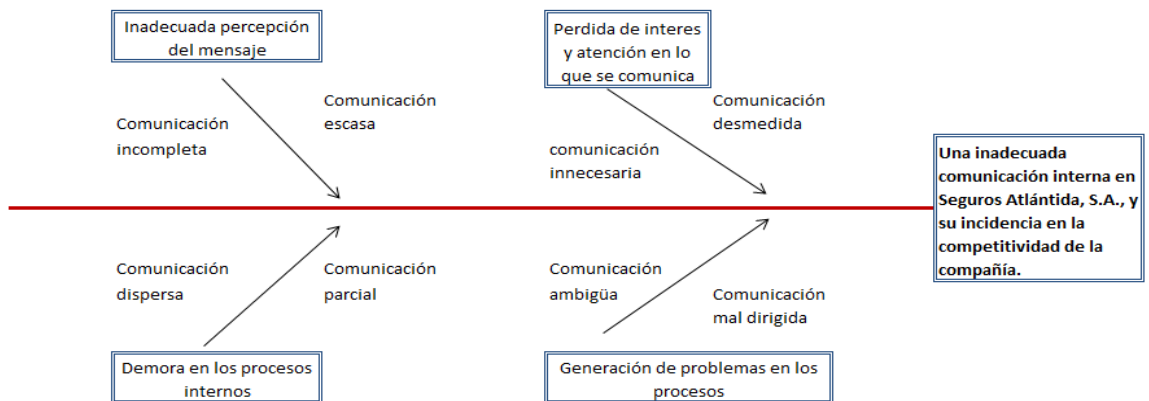 Inadecuada percepción
del mensaje
Perdida de interes
y atención en lo
que se comunica
Comunicación
escasa
Comunicación
desmedida
Comunicación
incompleta
comunicación
innecesaria
Una inadecuada
comunicación interna en
Seguros Atlántida, S.A., y
su incidencia en la
competitividad de la
compañía.
Comunicación
dispersa
Comunicación
parcial
Comunicación
ambigüa
Comunicación
mal dirigida
Demora en los procesos
internos
Generación de problemas en los
procesos